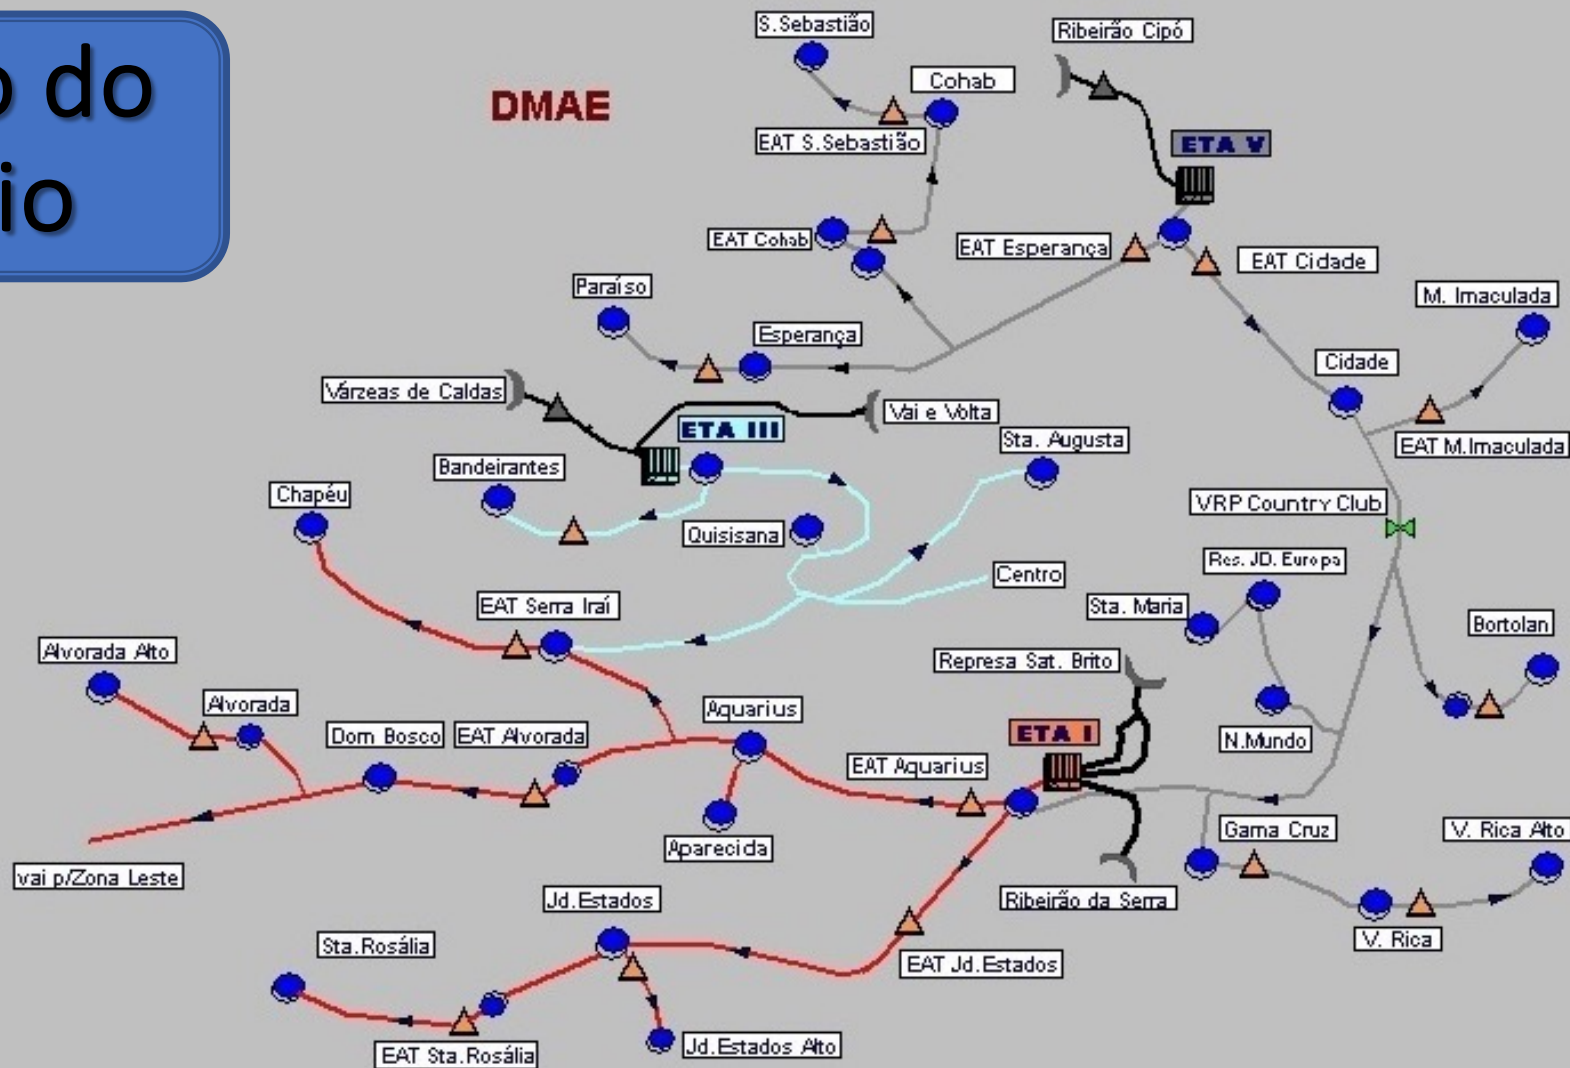 o do
io
DMAE
S.Sebastião
Cohab
EAT S.Sebastião
Ribeirão Cipó
ETA V
EAT Cohab
EAT Esperança
EAT Cidade
Paraíso
Esperança
M. Imaculada
Cidade
EAT M.Imaculada
Várzeas de Caldas
ETA III
Vai e Volta
Sta. Augusta
Bandeirantes
Chapéu
Quisisana
VRP Country Club
Centro
Res. JD. Europa
EAT Serra Iraí
Sta. Maria
Bortolan
Alvorada Alto
Represa Sat. Brito
Alvorada
Dom Bosco
EAT Alvorada
Aquarius
ETA I
N.Mundo
EAT Aquarius
Aparecida
Gama Cruz
V. Rica Alto
vai p/Zona Leste
Jd.Estados
Ribeirão da Serra
Sta.Rosália
V. Rica
EAT Jd.Estados
EAT Sta.Rosália
Jd.Estados Alto